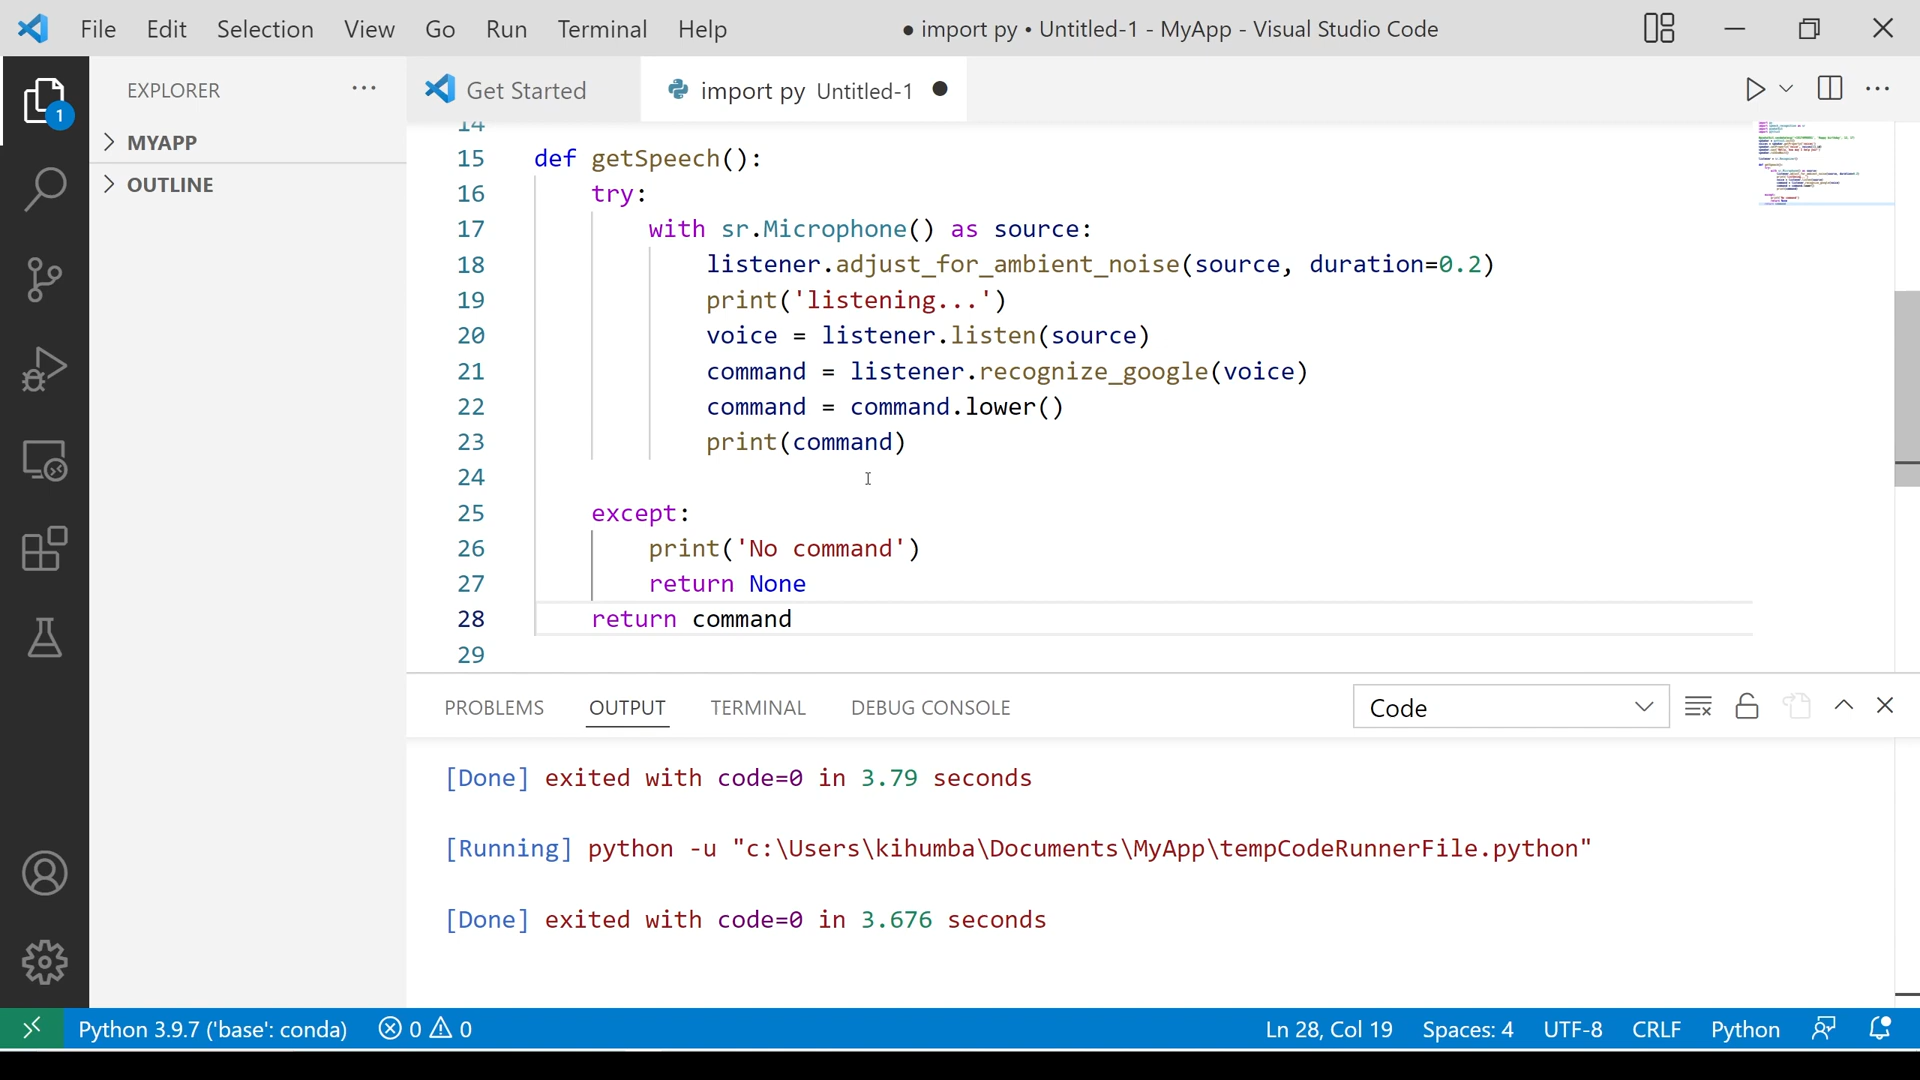 File Edit Selection View Go Run Terminal Help ● import py • Untitled-1 - MyApp - Visual Studio Code
EXPLORER ··· Get Started import py Untitled-1 ● ···
1
MYAPP
OUTLINE
14
15 def getSpeech():
16 try:
17 with sr.Microphone() as source:
18 listener.adjust_for_ambient_noise(source, duration=0.2)
19 print('listening...')
20 voice = listener.listen(source)
21 command = listener.recognize_google(voice)
22 command = command.lower()
23 print(command)
24
25 except:
26 print('No command')
27 return None
28 return command
29
PROBLEMS OUTPUT TERMINAL DEBUG CONSOLE Code
[Done] exited with code=0 in 3.79 seconds
[Running] python -u "c:\Users\kihumba\Documents\MyApp\tempCodeRunnerFile.python"
[Done] exited with code=0 in 3.676 seconds
Python 3.9.7 ('base': conda) 0 0 Ln 28, Col 19 Spaces: 4 UTF-8 CRLF Python